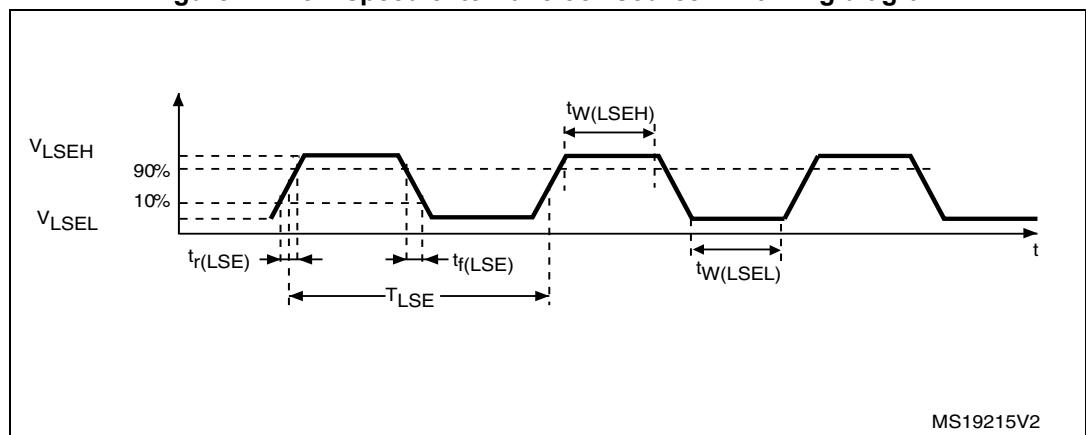 tW(LSEH)
VLSEH
90%
10%
VLSEL
tr(LSE)
tf(LSE)
tW(LSEL)
t
TLSE
MS19215V2